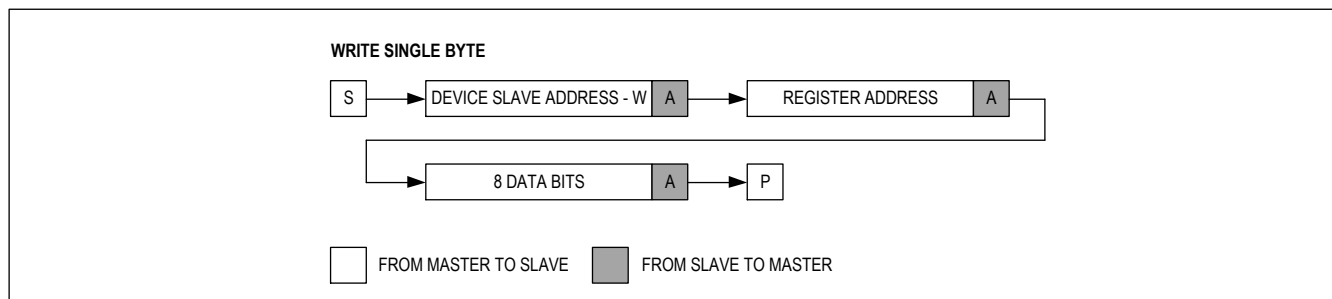 WRITE SINGLE BYTE
S DEVICE SLAVE ADDRESS - W A REGISTER ADDRESS A
8 DATA BITS A P
FROM MASTER TO SLAVE FROM SLAVE TO MASTER